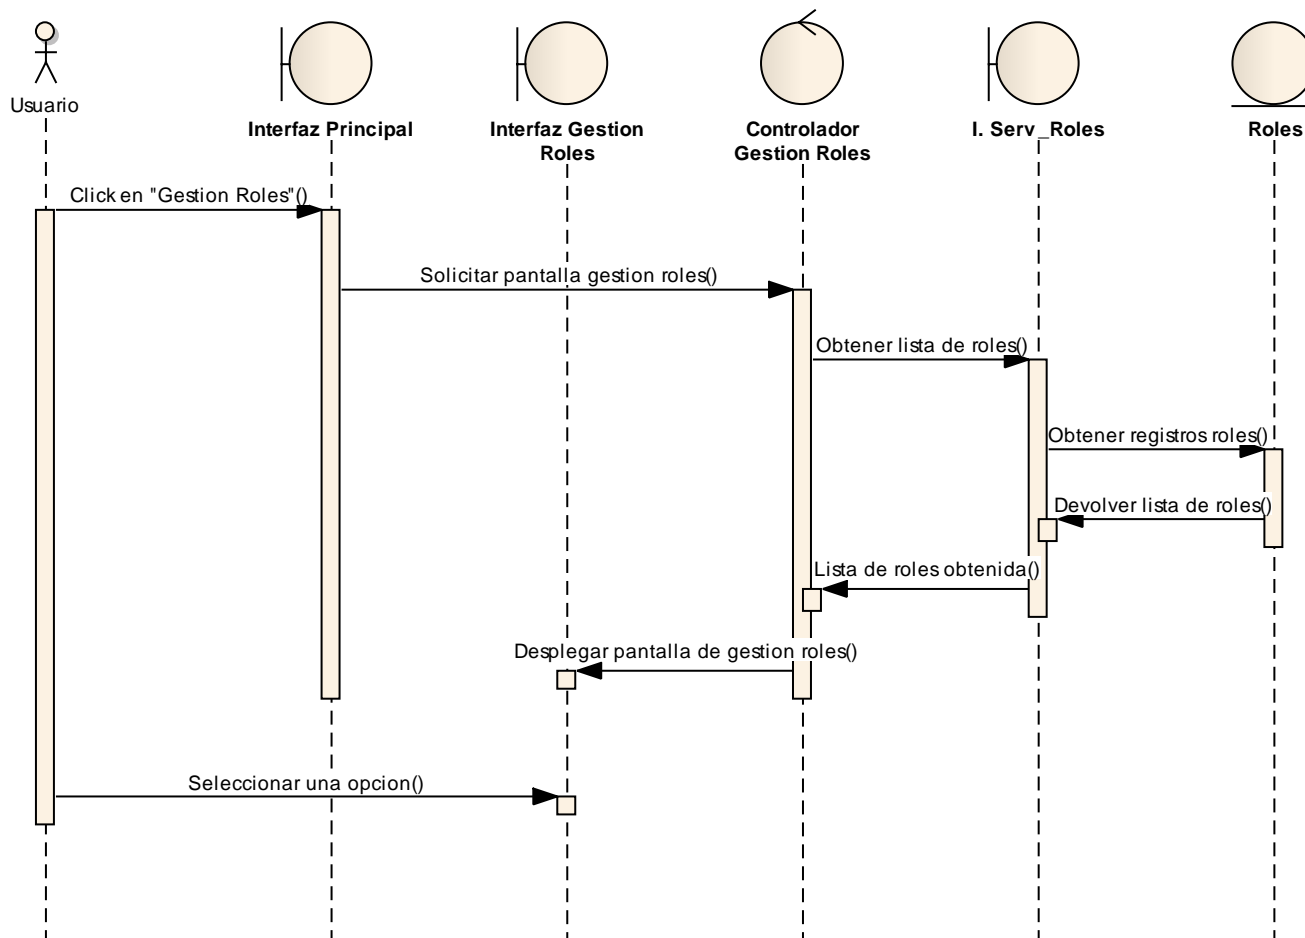 Usuario
Interfaz Principal
Interfaz Gestion
Roles
Controlador
Gestion Roles
I. Serv_Roles
Roles
Click en "Gestion Roles"()
Solicitar pantalla gestion roles()
Obtener lista de roles()
Obtener registros roles()
Devolver lista de roles()
Lista de roles obtenida()
Desplegar pantalla de gestion roles()
Seleccionar una opcion()